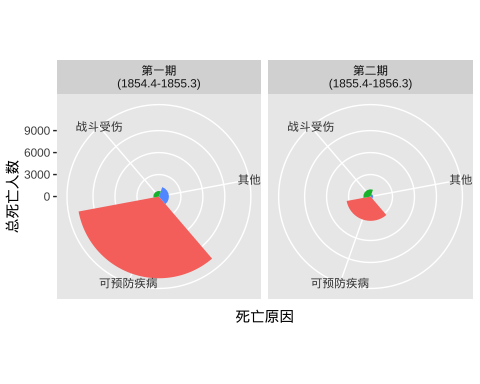 第一期
(1854.4-1855.3)
第二期
(1855.4-1856.3)
战斗受伤
其他
可预防疾病
战斗受伤
其他
可预防疾病
9000
6000
3000
0
总死亡人数
死亡原因